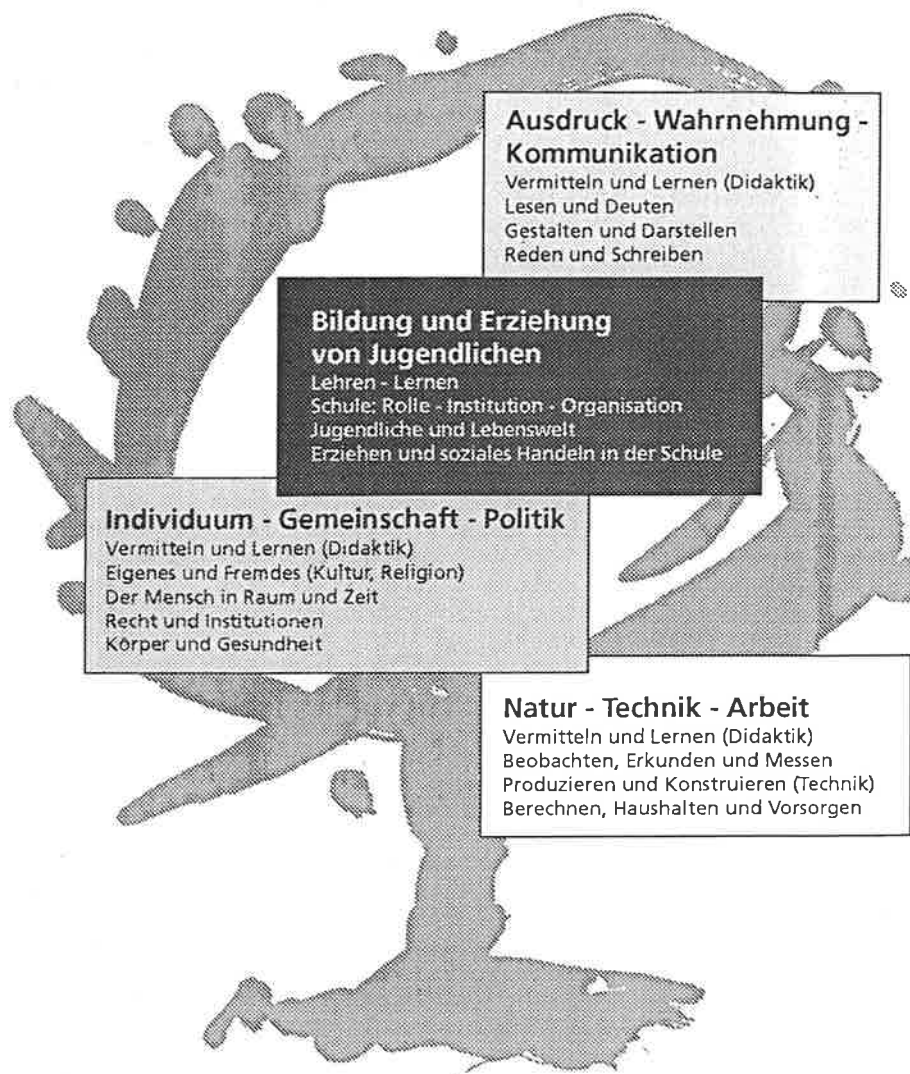 Ausdruck - Wahrnehmung -
Kommunikation
Vermitteln und Lernen (Didaktik)
Lesen und Deuten
Gestalten und Darstellen
Reden und Schreiben
Bildung und Erziehung
von Jugendlichen
Lehren - Lernen
Schule: Rolle - Institution - Organisation
Jugendliche und Lebenswelt
Erziehen und soziales Handeln in der Schule
Individuum - Gemeinschaft - Politik
Vermitteln und Lernen (Didaktik)
Eigenes und Fremdes (Kultur, Religion)
Der Mensch in Raum und Zeit
Recht und Institutionen
Körper und Gesundheit
Natur - Technik - Arbeit
Vermitteln und Lernen (Didaktik)
Beobachten, Erkunden und Messen
Produzieren und Konstruieren (Technik)
Berechnen, Haushalten und Vorsorgen